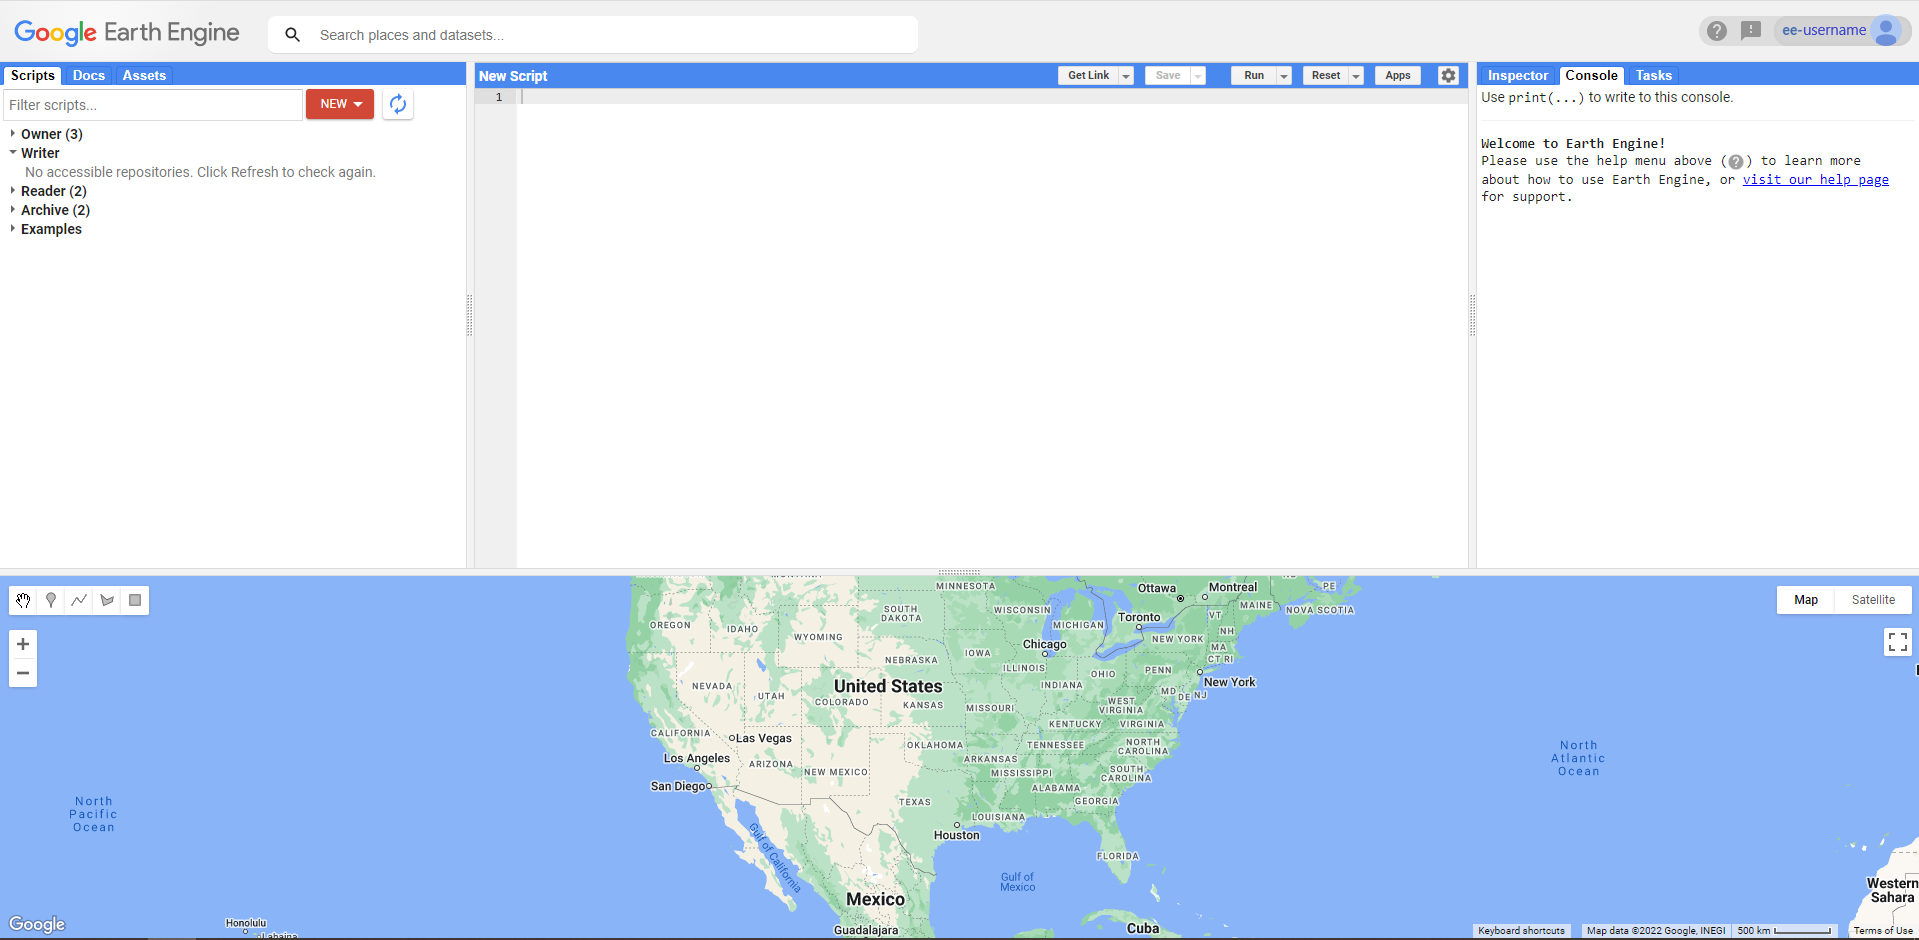 Google Earth Engine
Search places and datasets...
ee-username
Scripts Docs Assets
Filter scripts...
NEW
Owner (3)
Writer
No accessible repositories. Click Refresh to check again.
Reader (2)
Archive (2)
Examples
New Script
Get Link Save Run Reset Apps
1
Inspector Console Tasks
Use print(...) to write to this console.
Welcome to Earth Engine!
Please use the help menu above (?) to learn more
about how to use Earth Engine, or visit our help page
for support.
Map Satellite
MONTANA
MINNESOTA
Ottawa
Montreal
PE
SOUTH
DAKOTA
WISCONSIN
MAINE
NOVA SCOTIA
OREGON
IDAHO
WYOMING
MICHIGAN
Toronto
VT
NH
NEW YORK
Chicago
MA
CT RI
IOWA
NEBRASKA
ILLINOIS
OHIO
PENN
New York
NEVADA
UTAH
United States
INDIANA
MD DE NJ
COLORADO
KANSAS
MISSOURI
WEST
VIRGINIA
KENTUCKY
VIRGINIA
CALIFORNIA
Las Vegas
OKLAHOMA
TENNESSEE
NORTH
CAROLINA
Los Angeles
ARIZONA
NEW MEXICO
ARKANSAS
MISSISSIPPI
SOUTH
CAROLINA
San Diego
ALABAMA
GEORGIA
TEXAS
LOUISIANA
Houston
FLORIDA
North
Pacific
Ocean
North
Atlantic
Ocean
Gulf of California
Gulf of
Mexico
Mexico
Guadalajara
Cuba
Western
Sahara
Honolulu
Lahaina
Google
Keyboard shortcuts Map data ©2022 Google, INEGI 500 km Terms of Use